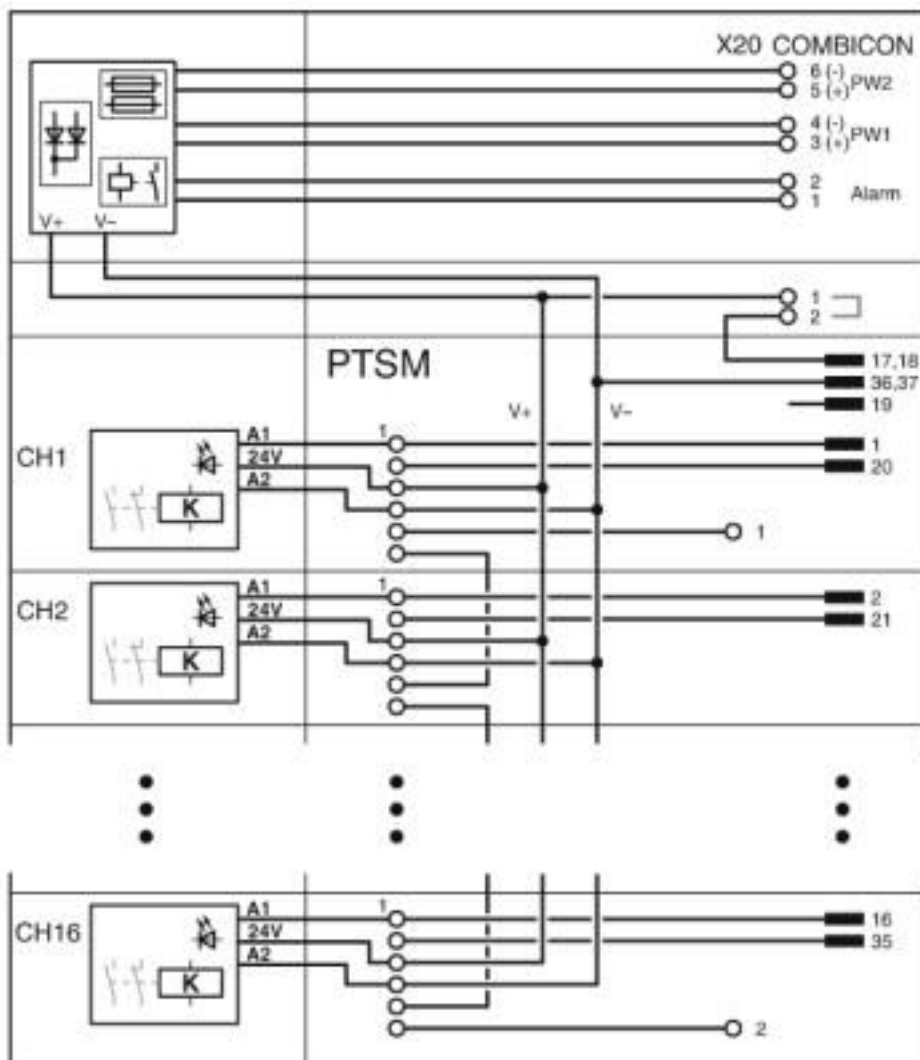 X20 COMBICON
6 (-)
5 (+) PW2
4 (-)
3 (+) PW1
2
1 Alarm
V+ V-
1
2
PTSM
17,18
36,37
19
V+ V-
CH1
A1
24V
A2
K
1
1
20
1
CH2
A1
24V
A2
K
1
2
21
CH16
A1
24V
A2
K
1
16
35
2